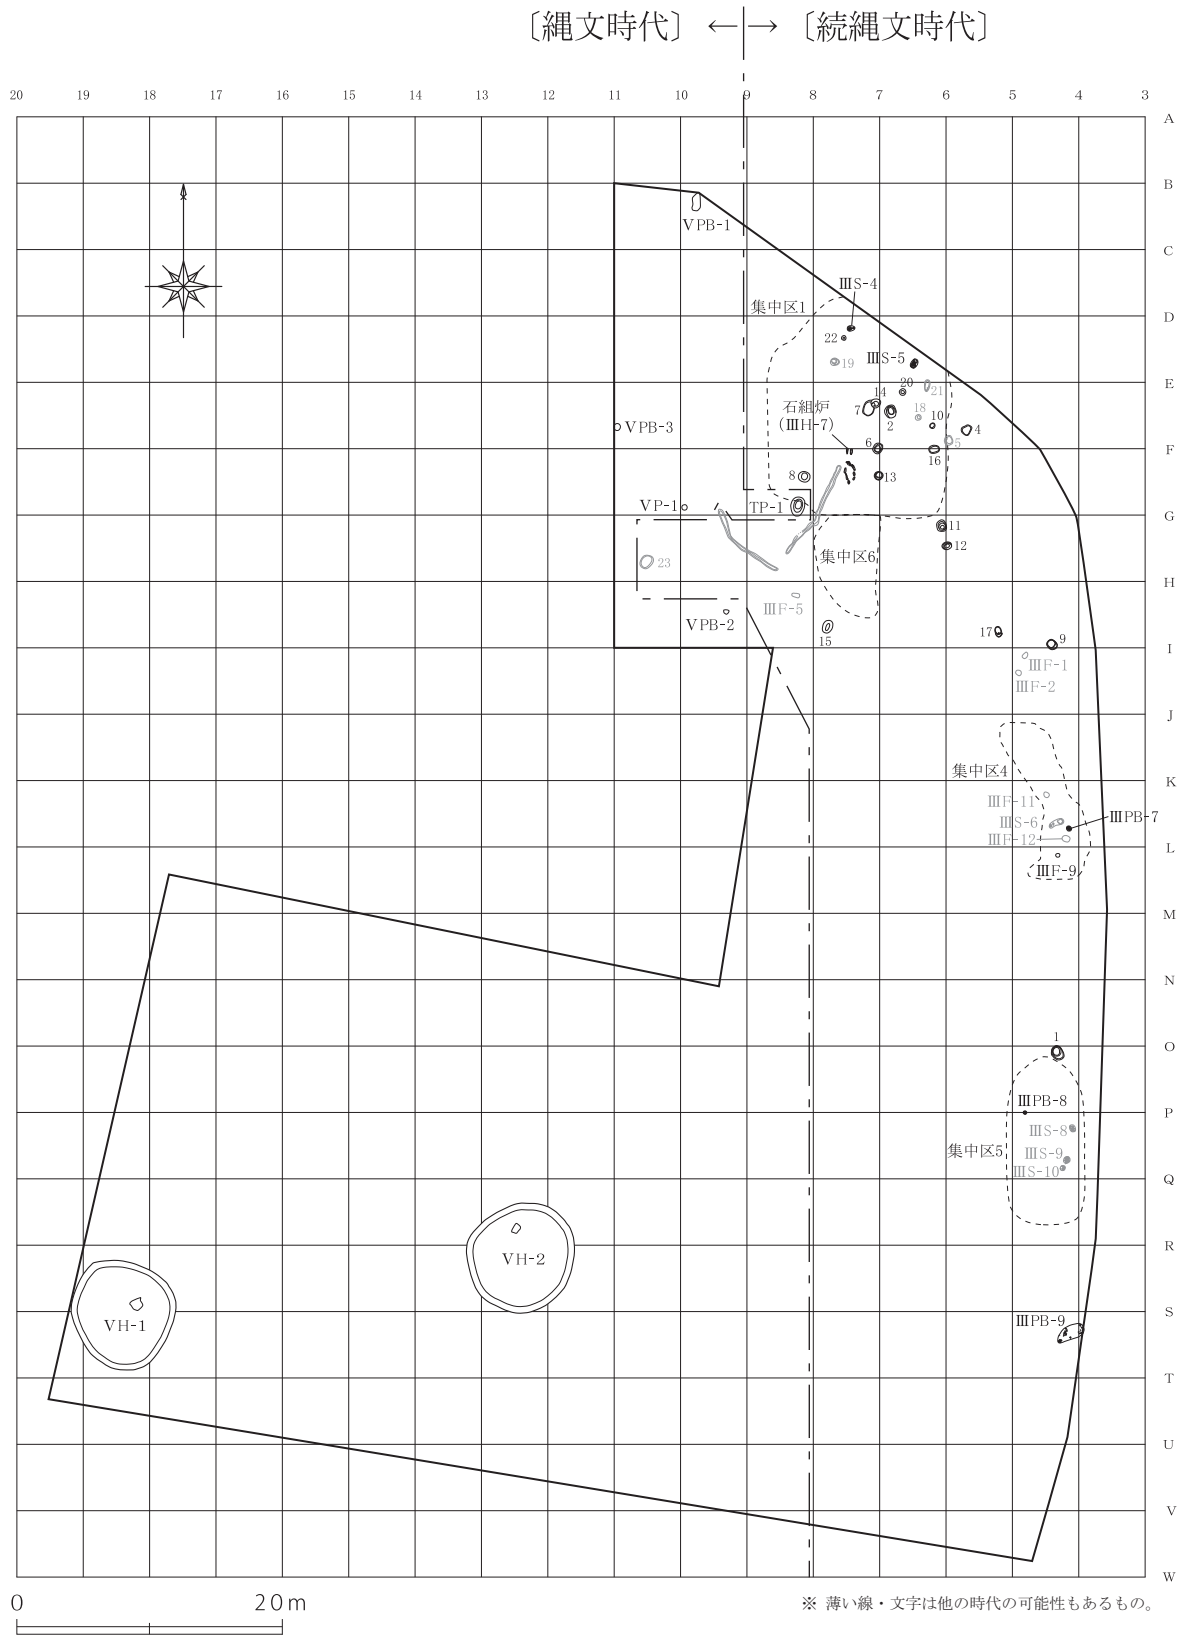 〔縄文時代〕 ←│→ 〔続縄文時代〕
20 19 18 17 16 15 14 13 12 11 10 9 8 7 6 5 4 3
A
B
VPB-1
C
ⅢS-4
集中区1
D
22
ⅢS-5
19
E
20
21
14
石組炉
7
18
(ⅢH-7)
2
10
4
VPB-3
6
5
F
16
8
13
VP-1
TP-1
G
11
12
集中区6
23
H
ⅢF-5
VPB-2
15
17
9
I
ⅢF-1
ⅢF-2
J
集中区4
K
ⅢF-11
ⅢS-6
ⅢPB-7
ⅢF-12
L
ⅢF-9
M
N
1
O
ⅢPB-8
P
ⅢS-8
集中区5
ⅢS-9
ⅢS-10
Q
R
VH-2
S
VH-1
ⅢPB-9
T
U
V
W
0 20m
※ 薄い線・文字は他の時代の可能性もあるもの。